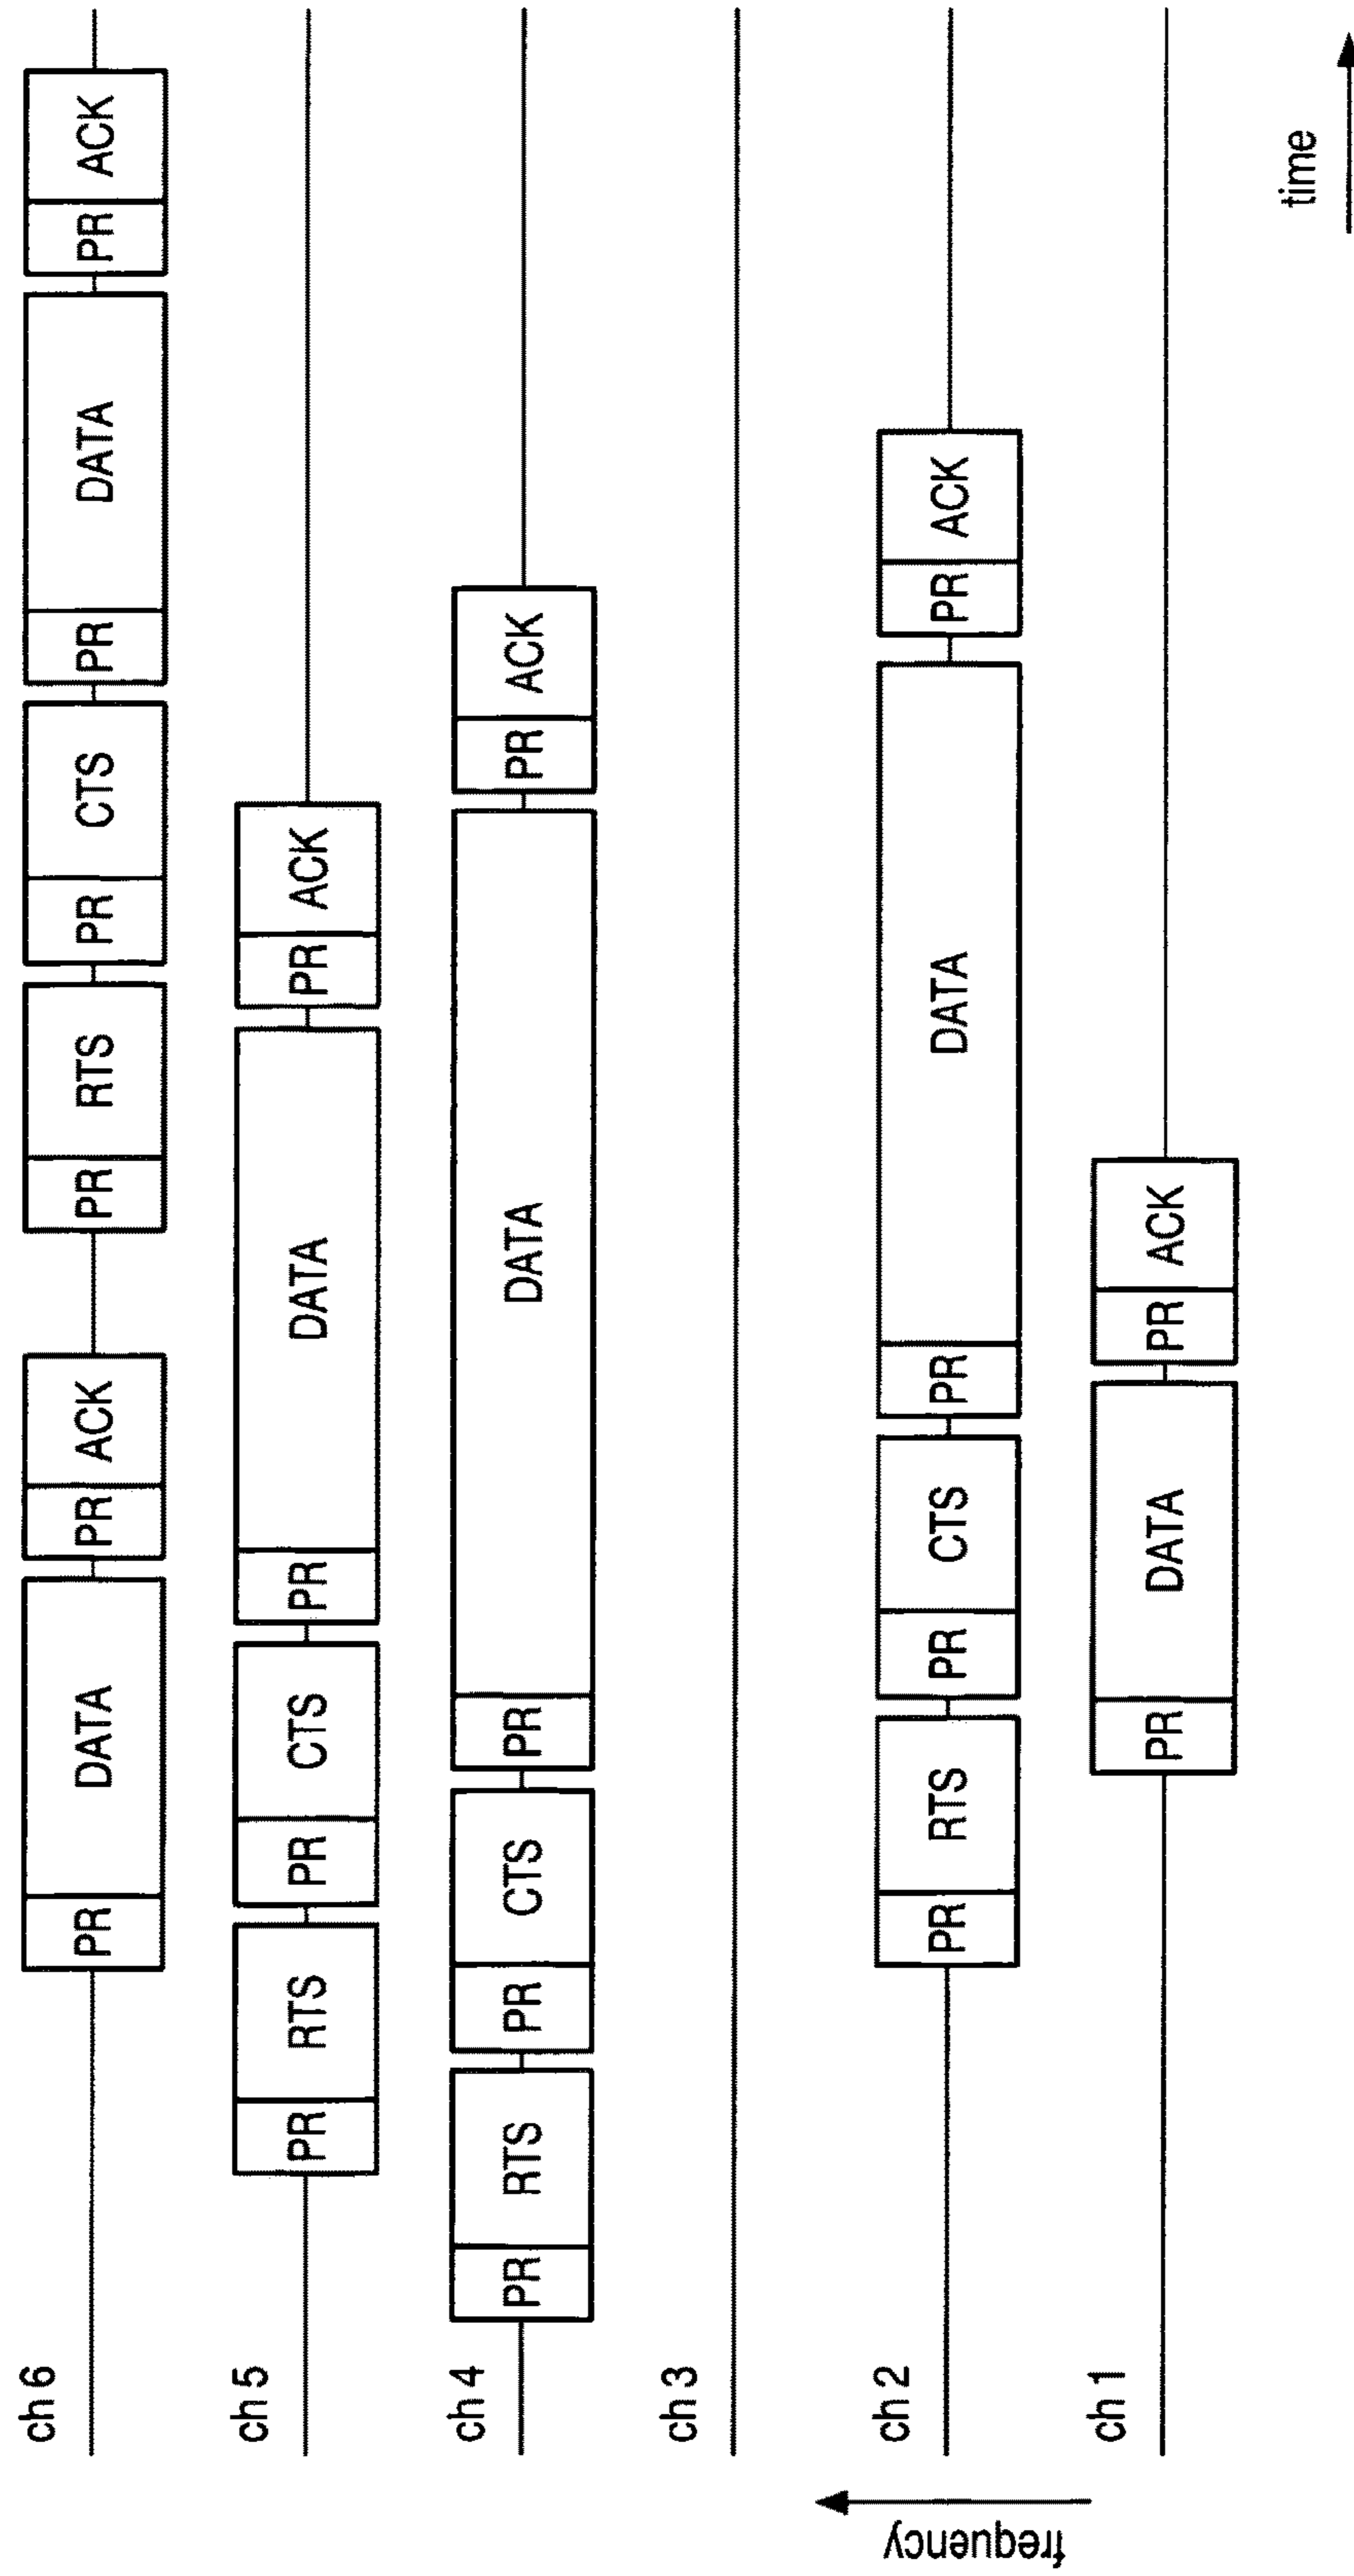 ch 6
PR DATA PR ACK PR RTS PR CTS PR DATA PR ACK
ch 5
PR RTS PR CTS PR DATA PR ACK
ch 4
PR RTS PR CTS PR DATA PR ACK
ch 3
ch 2
PR RTS PR CTS PR DATA PR ACK
ch 1
PR DATA PR ACK
frequency
time